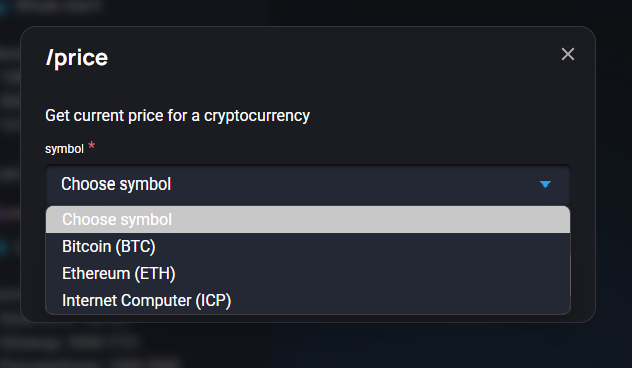 /price
Get current price for a cryptocurrency
symbol *
Choose symbol
Choose symbol
Bitcoin (BTC)
Ethereum (ETH)
Internet Computer (ICP)